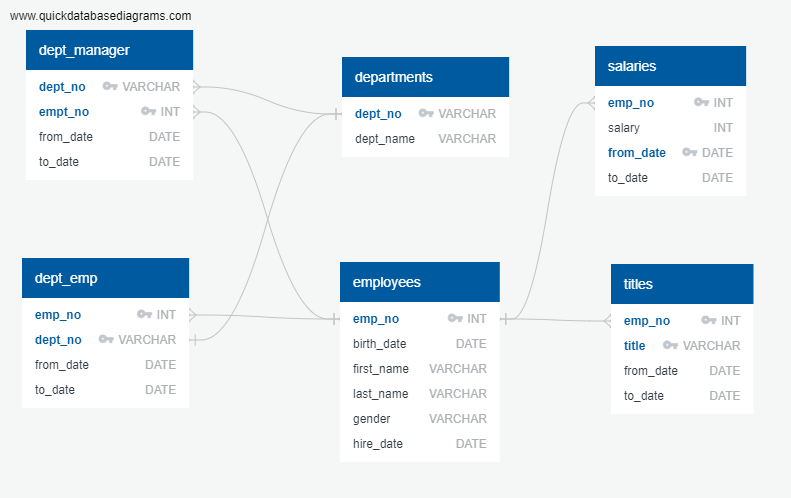 www.quickdatabasediagrams.com
dept_manager
dept_no VARCHAR
empt_no INT
from_date DATE
to_date DATE
departments
dept_no VARCHAR
dept_name VARCHAR
salaries
emp_no INT
salary INT
from_date DATE
to_date DATE
dept_emp
emp_no INT
dept_no VARCHAR
from_date DATE
to_date DATE
employees
emp_no INT
birth_date DATE
first_name VARCHAR
last_name VARCHAR
gender VARCHAR
hire_date DATE
titles
emp_no INT
title VARCHAR
from_date DATE
to_date DATE